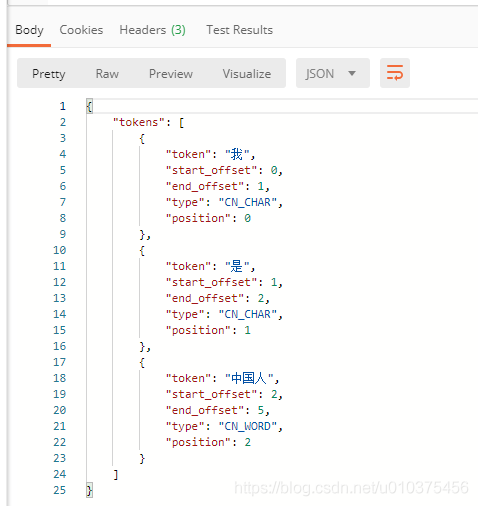 Body Cookies Headers (3) Test Results
Pretty Raw Preview Visualize JSON
1 {
2 "tokens": [
3 {
4 "token": "我",
5 "start_offset": 0,
6 "end_offset": 1,
7 "type": "CN_CHAR",
8 "position": 0
9 },
10 {
11 "token": "是",
12 "start_offset": 1,
13 "end_offset": 2,
14 "type": "CN_CHAR",
15 "position": 1
16 },
17 {
18 "token": "中国人",
19 "start_offset": 2,
20 "end_offset": 5,
21 "type": "CN_WORD",
22 "position": 2
23 }
24 ]
25 }
https://blog.csdn.net/u010375456